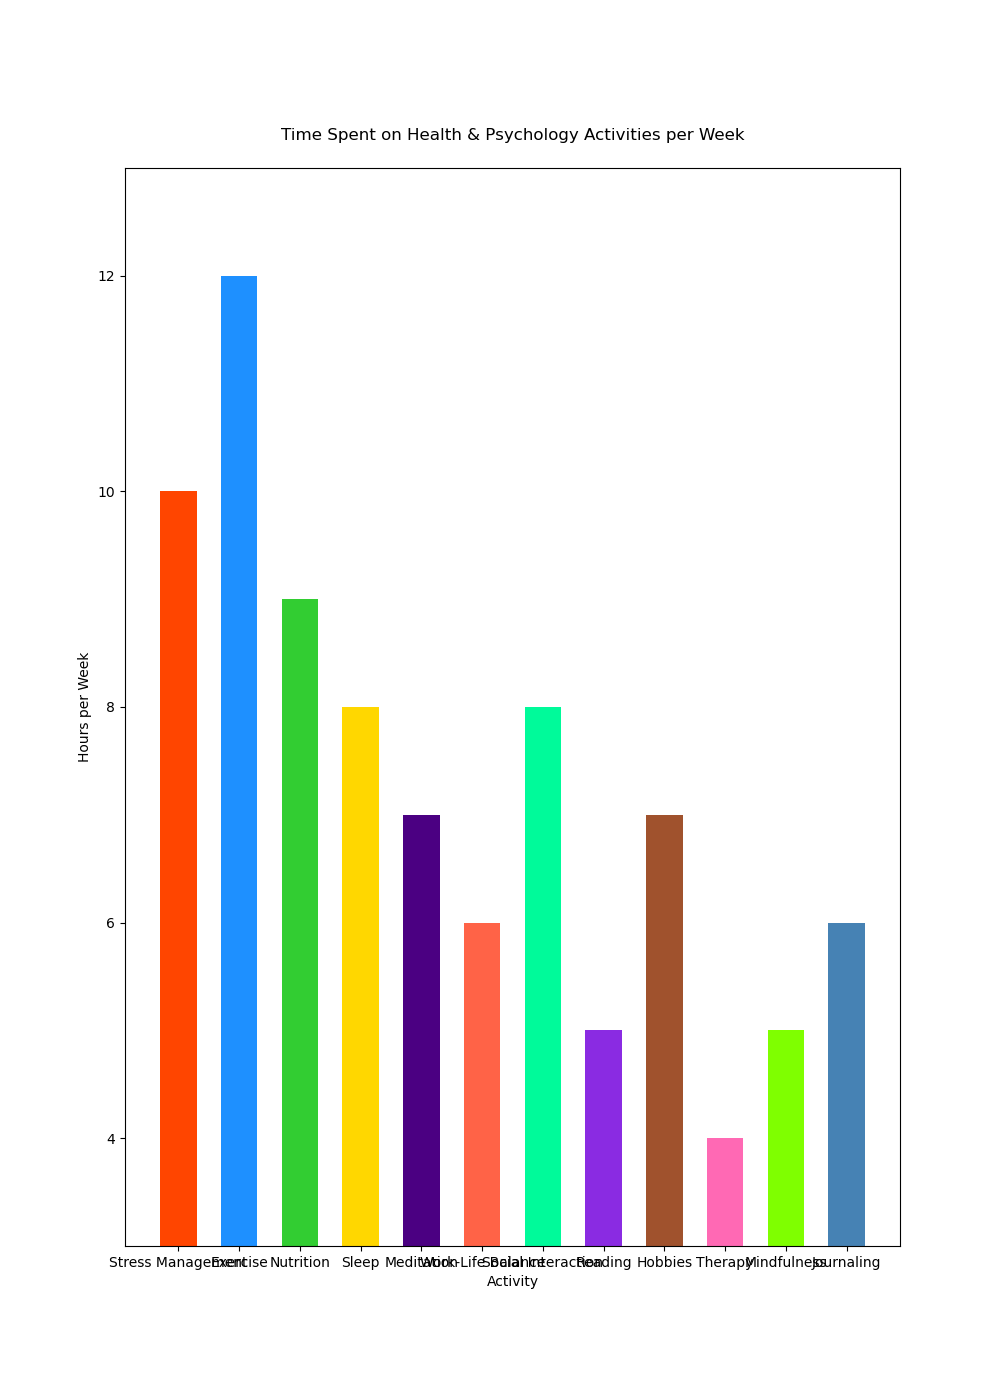 Time Spent on Health & Psychology Activities per Week
12
10
8
6
4
Hours per Week
Stress Management Exercise Nutrition Sleep Meditation Work-Life Balance Social Interaction Reading Hobbies Therapy Mindfulness Journaling
Activity